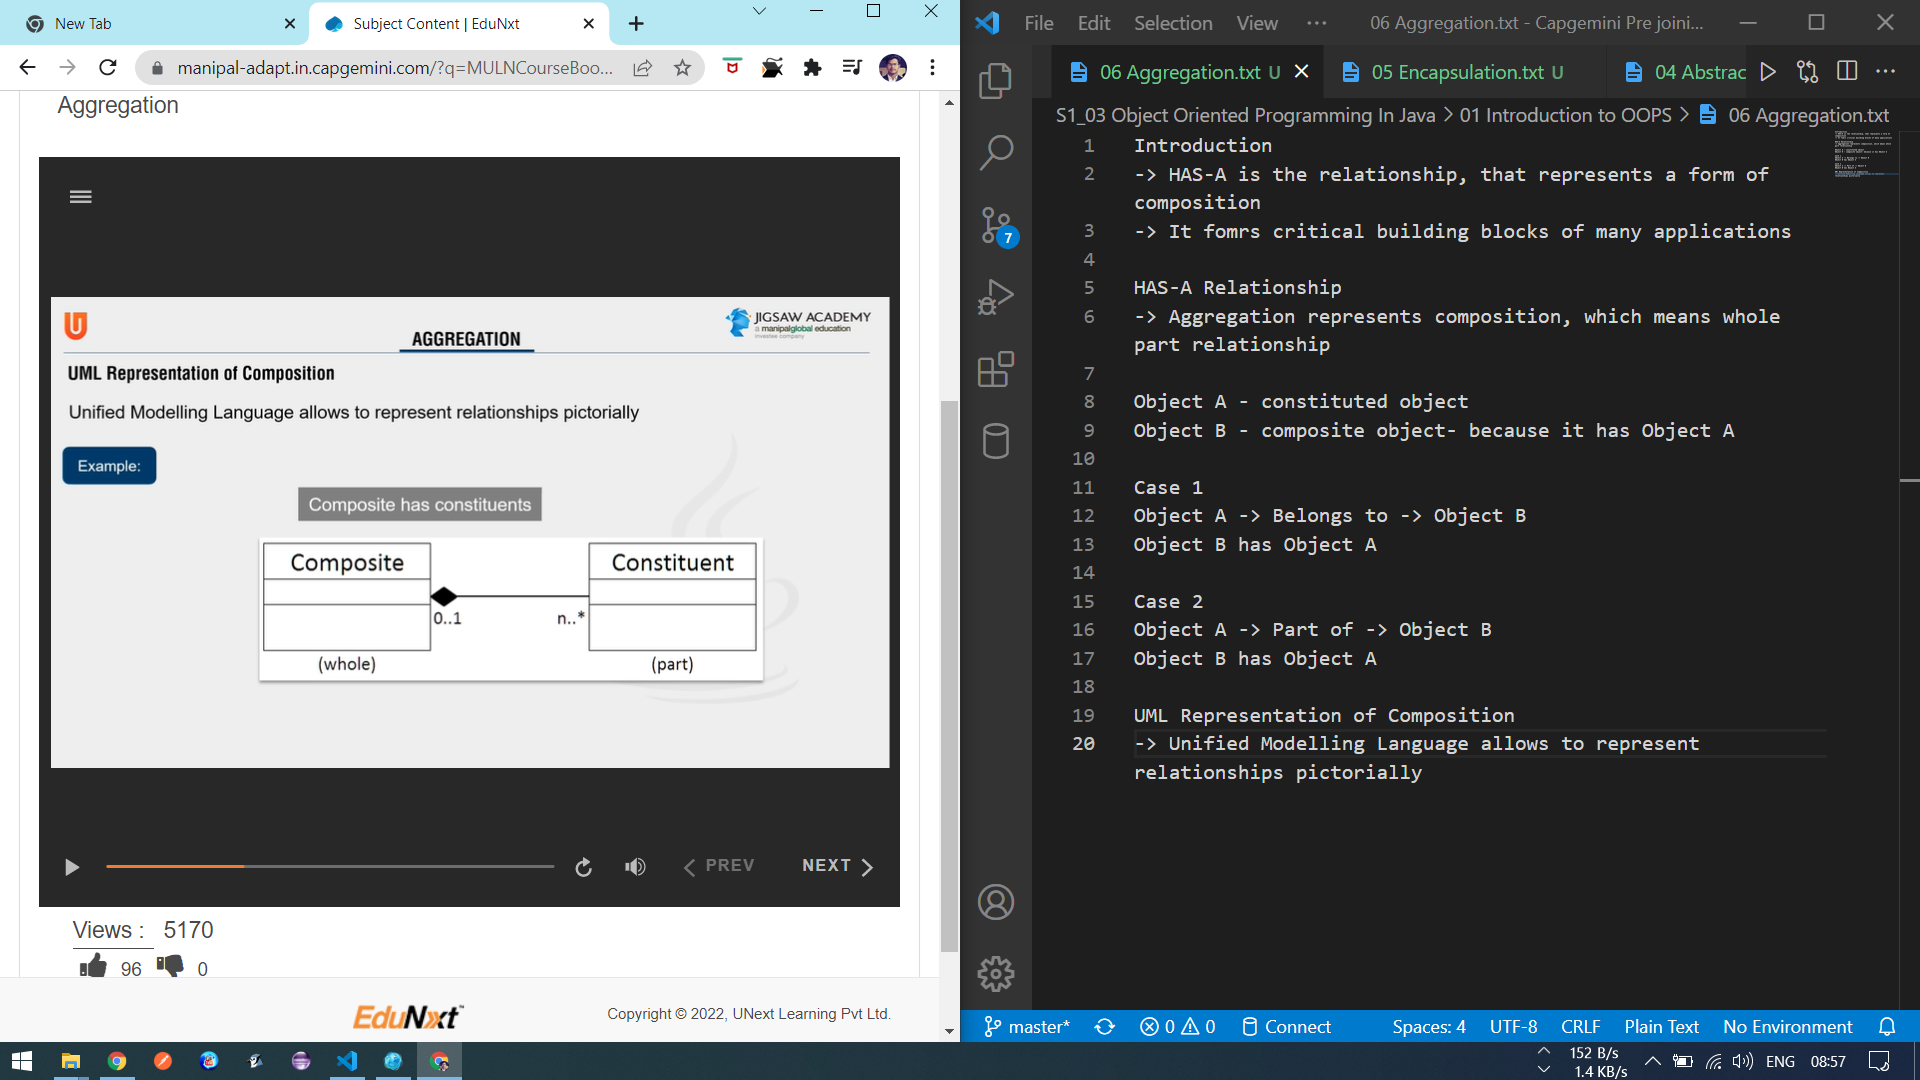 New Tab
Subject Content | EduNxt
manipal-adapt.in.capgemini.com/?q=MULNCourseBoo...
Aggregation
U
JIGSAW ACADEMY
a manipalglobal education
investee company
AGGREGATION
UML Representation of Composition
Unified Modelling Language allows to represent relationships pictorially
Example:
Composite has constituents
Composite
Constituent
0..1
n..*
(whole)
(part)
PREV
NEXT
Views : 5170
96
0
EduNxt™
Copyright © 2022, UNext Learning Pvt Ltd.
File Edit Selection View ··· 06 Aggregation.txt - Capgemini Pre joini...
06 Aggregation.txt U
05 Encapsulation.txt U
04 Abstrac
S1_03 Object Oriented Programming In Java > 01 Introduction to OOPS > 06 Aggregation.txt
7
1 Introduction
2 -> HAS-A is the relationship, that represents a form of
composition
3 -> It fomrs critical building blocks of many applications
4
5 HAS-A Relationship
6 -> Aggregation represents composition, which means whole
part relationship
7
8 Object A - constituted object
9 Object B - composite object- because it has Object A
10
11 Case 1
12 Object A -> Belongs to -> Object B
13 Object B has Object A
14
15 Case 2
16 Object A -> Part of -> Object B
17 Object B has Object A
18
19 UML Representation of Composition
20 -> Unified Modelling Language allows to represent
relationships pictorially
master* 0 0 Connect Spaces: 4 UTF-8 CRLF Plain Text No Environment
152 B/s
1.4 KB/s
ENG 08:57